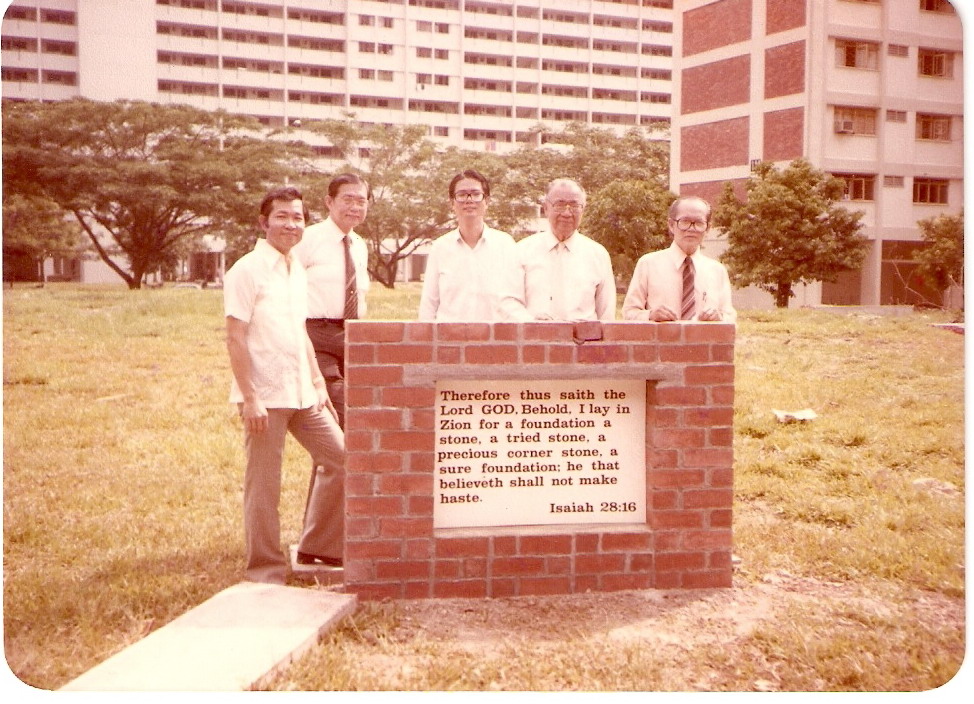 Therefore thus saith the
Lord GOD, Behold, I lay in
Zion for a foundation a
stone, a tried stone, a
precious corner stone, a
sure foundation; he that
believeth shall not make
haste.
Isaiah 28:16